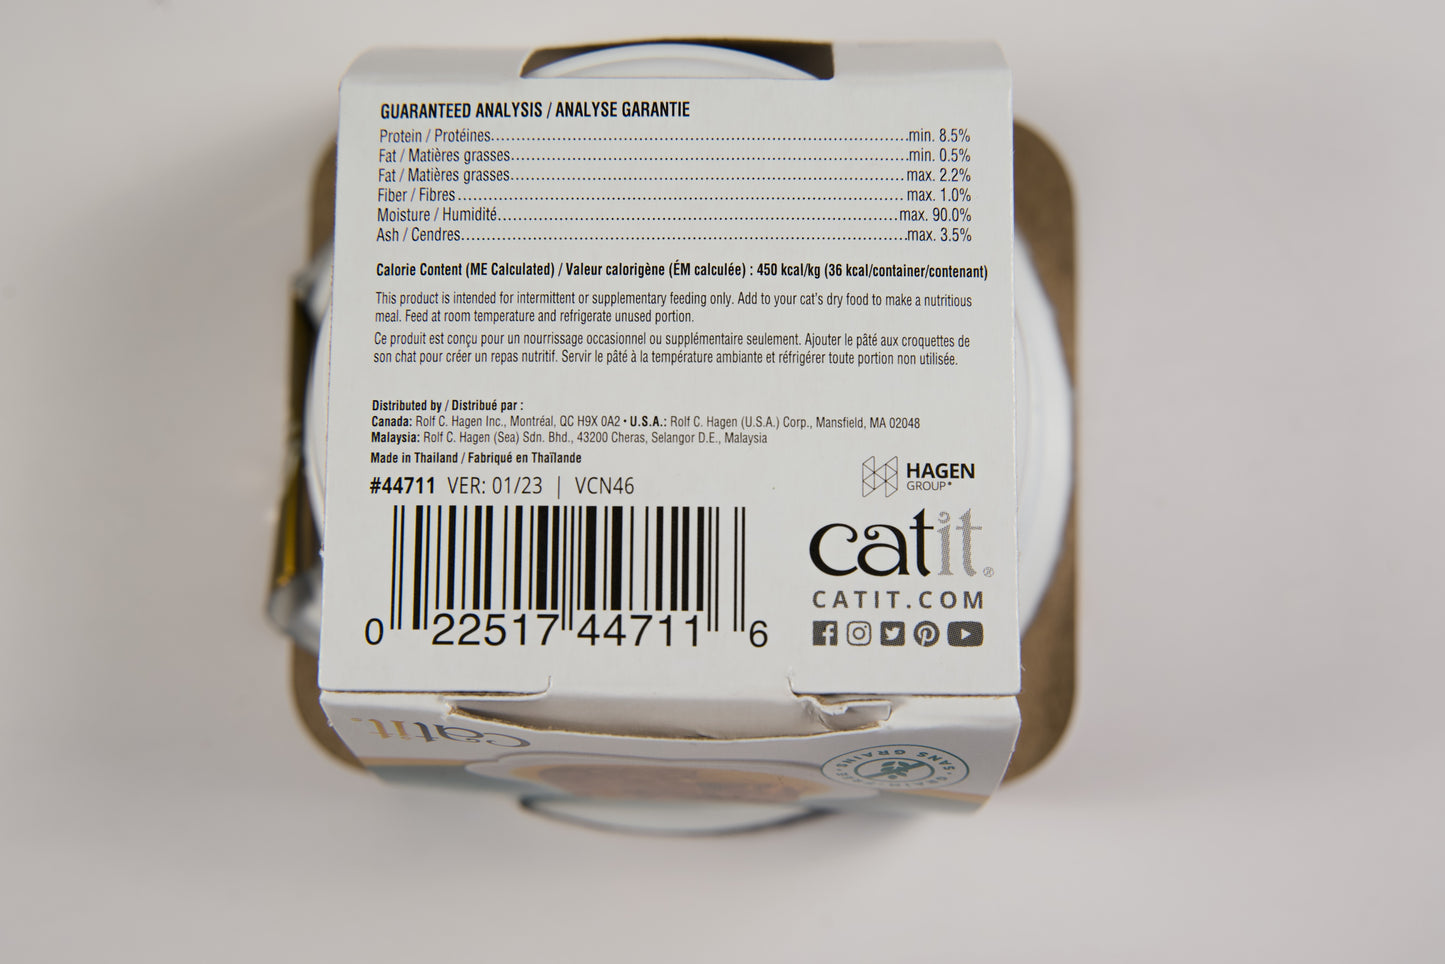 GUARANTEED ANALYSIS / ANALYSE GARANTIE
Protein / Protéines........................................min. 8.5%
Fat / Matières grasses........................................min. 0.5%
Fat / Matières grasses........................................max. 2.2%
Fiber / Fibres........................................max. 1.0%
Moisture / Humidité........................................max. 90.0%
Ash / Cendres........................................max. 3.5%
Calorie Content (ME Calculated) / Valeur calorigène (ÉM calculée) : 450 kcal/kg (36 kcal/container/contenant)
This product is intended for intermittent or supplementary feeding only. Add to your cat's dry food to make a nutritious
meal. Feed at room temperature and refrigerate unused portion.
Ce produit est conçu pour un nourrissage occasionnel ou supplémentaire seulement. Ajouter le pâté aux croquettes de
son chat pour créer un repas nutritif. Servir le pâté à la température ambiante et réfrigérer toute portion non utilisée.
Distributed by / Distribué par :
Canada: Rolf C. Hagen Inc., Montréal, QC H9X 0A2 • U.S.A.: Rolf C. Hagen (U.S.A.) Corp., Mansfield, MA 02048
Malaysia: Rolf C. Hagen (Sea) Sdn. Bhd., 43200 Cheras, Selangor D.E., Malaysia
Made in Thailand / Fabriqué en Thaïlande
#44711 VER: 01/23 | VCN46
HAGEN
GROUP®
catit®
CATIT.COM
0 22517 44711 6
catit.
GRAIN FREE • SANS GRAINS